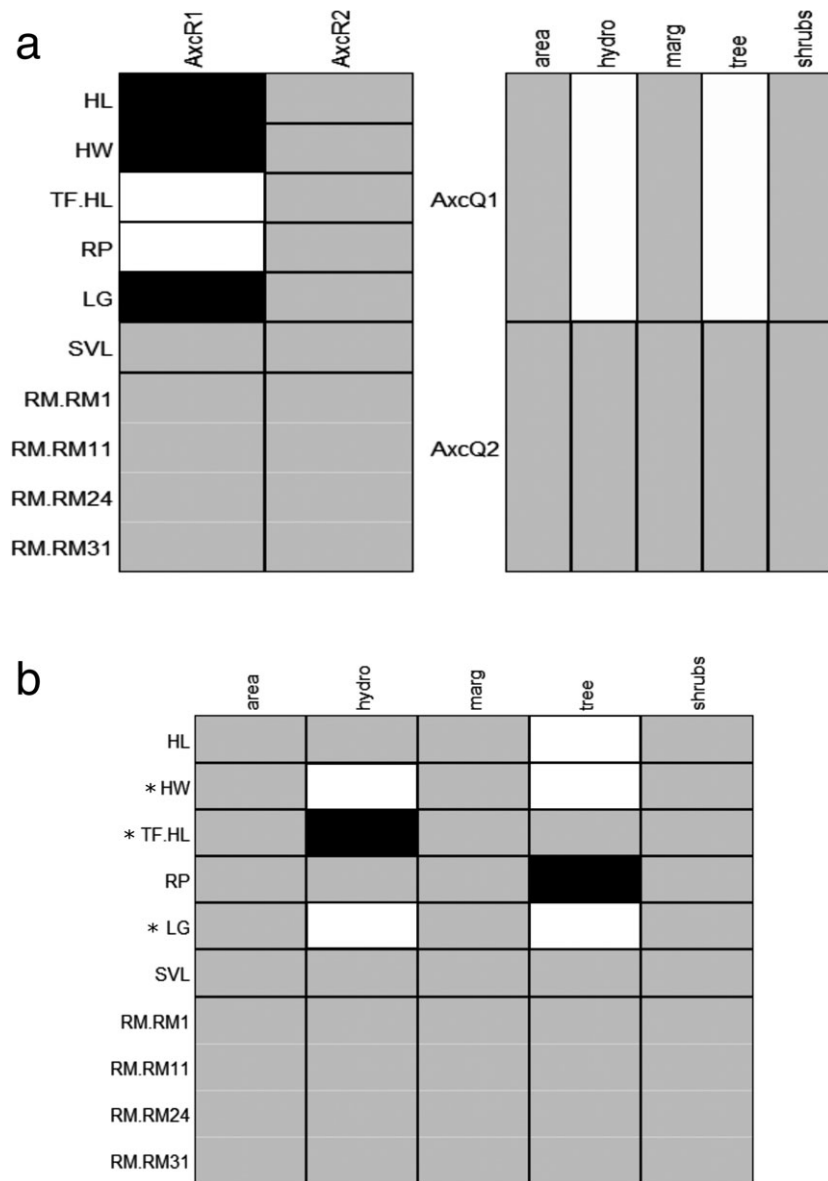 a
AxcR1 AxcR2
HL
HW
TF.HL
RP
LG
SVL
RM.RM1
RM.RM11
RM.RM24
RM.RM31
area hydro marg tree shrubs
AxcQ1
AxcQ2
b
area hydro marg tree shrubs
HL
* HW
* TF.HL
RP
* LG
SVL
RM.RM1
RM.RM11
RM.RM24
RM.RM31